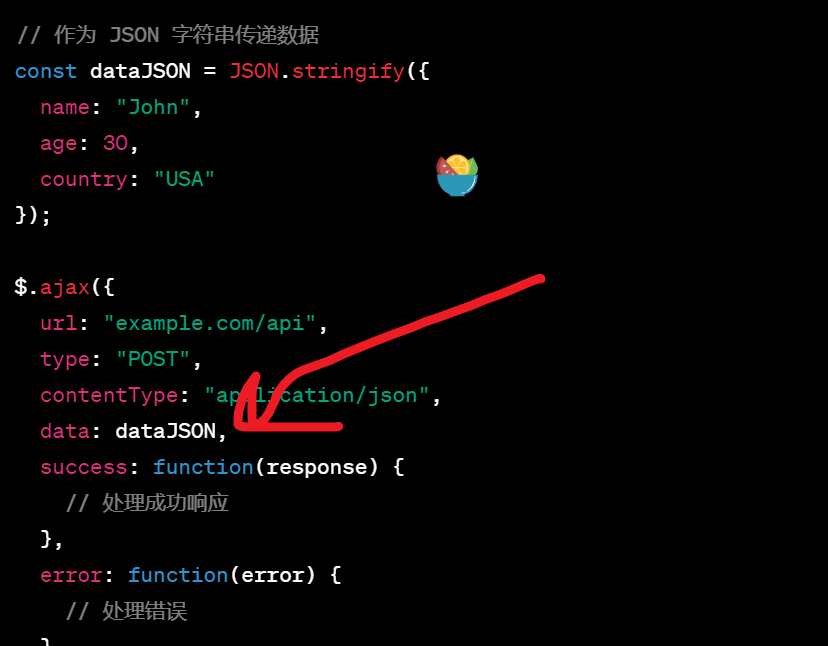 // 作为 JSON 字符串传递数据
const dataJSON = JSON.stringify({
  name: "John",
  age: 30,
  country: "USA"
});

$.ajax({
  url: "example.com/api",
  type: "POST",
  contentType: "application/json",
  data: dataJSON,
  success: function(response) {
    // 处理成功响应
  },
  error: function(error) {
    // 处理错误
  }